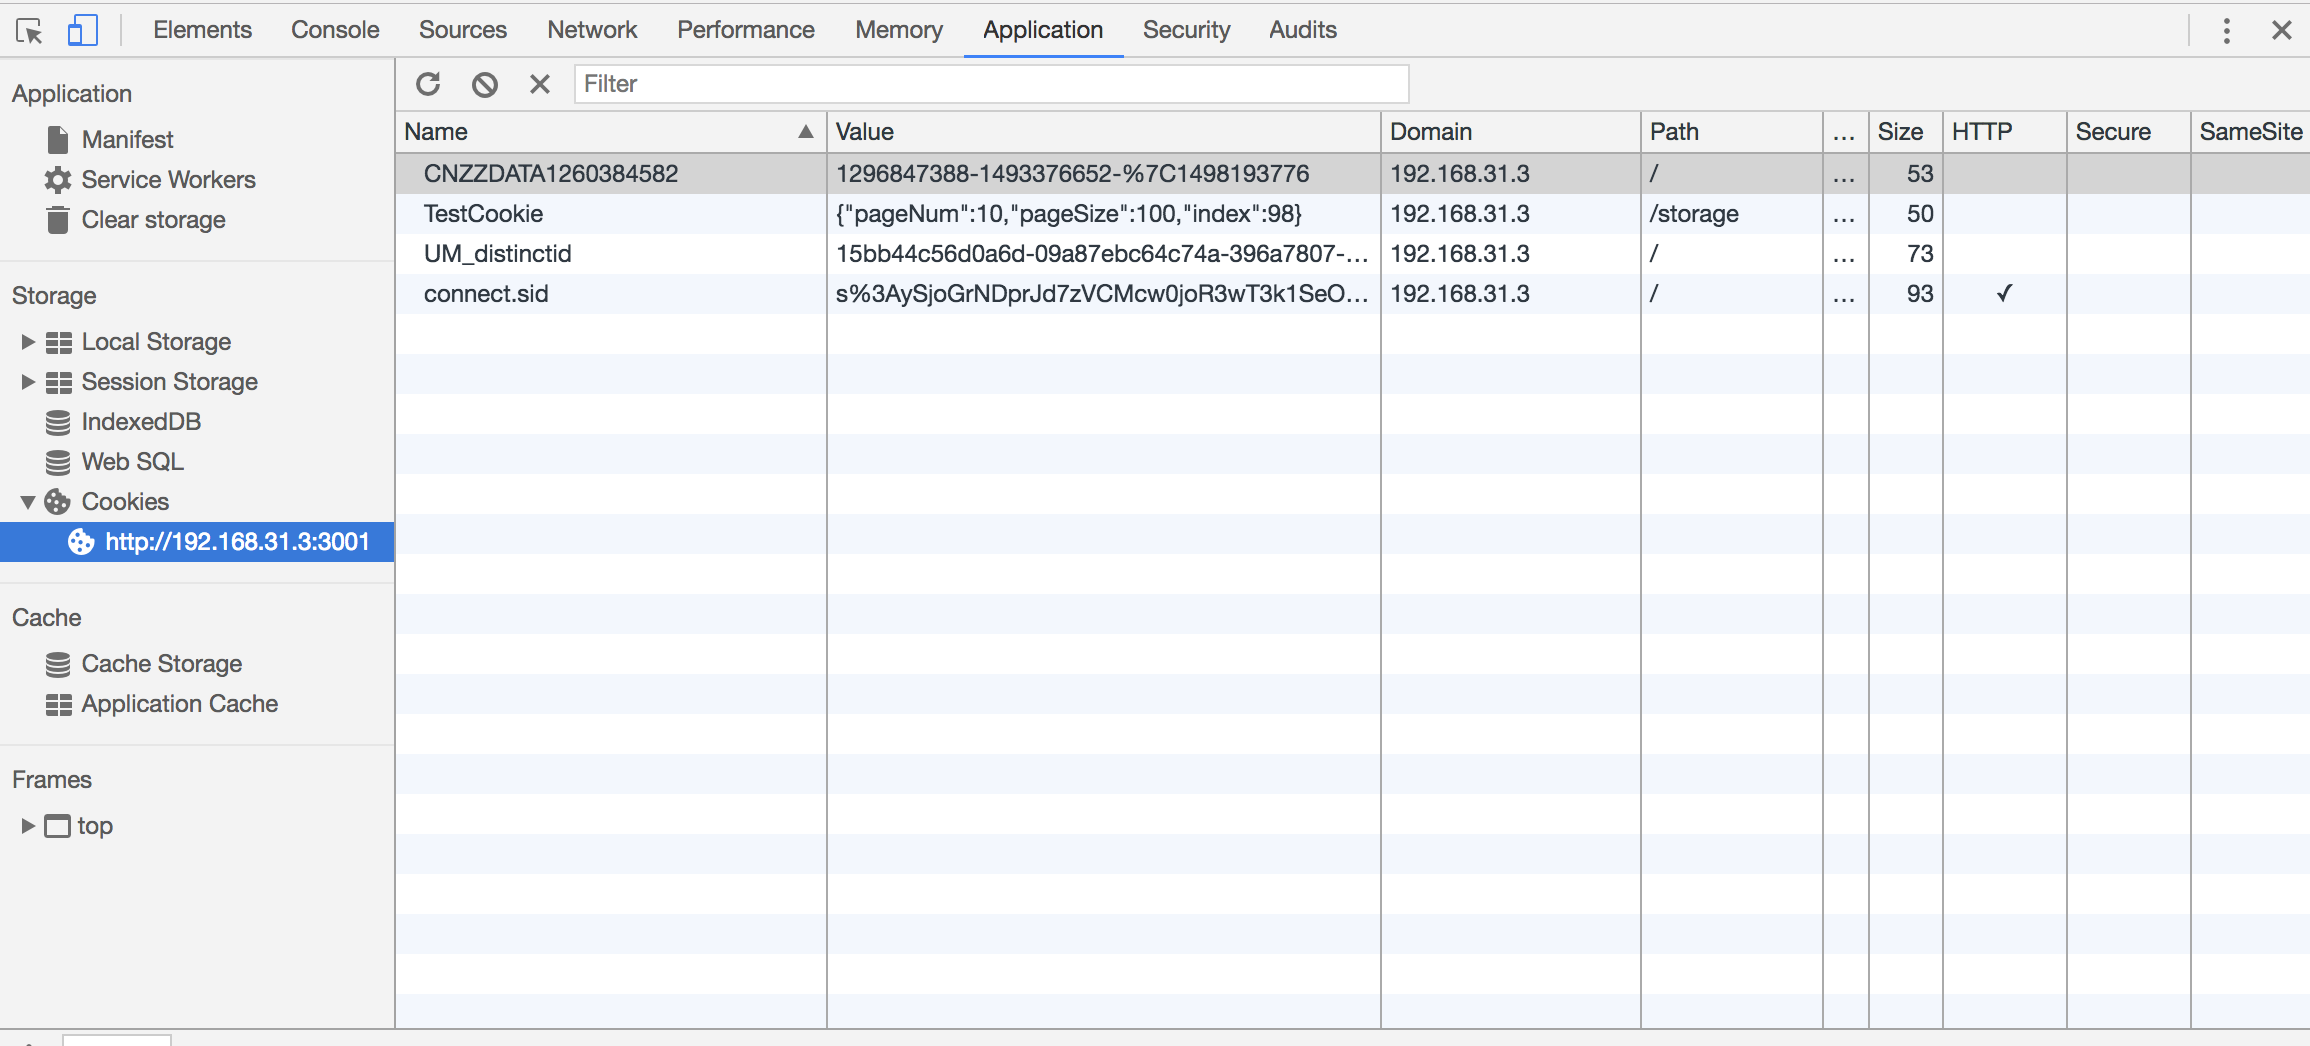 Elements Console Sources Network Performance Memory Application Security Audits
Application
Manifest
Service Workers
Clear storage
Storage
Local Storage
Session Storage
IndexedDB
Web SQL
Cookies
http://192.168.31.3:3001
Cache
Cache Storage
Application Cache
Frames
top
Filter
Name Value Domain Path ... Size HTTP Secure SameSite
CNZZDATA1260384582 1296847388-1493376652-%7C1498193776 192.168.31.3 / ... 53
TestCookie {"pageNum":10,"pageSize":100,"index":98} 192.168.31.3 /storage ... 50
UM_distinctid 15bb44c56d0a6d-09a87ebc64c74a-396a7807-... 192.168.31.3 / ... 73
connect.sid s%3AySjoGrNDprJd7zVCMcw0joR3wT3k1SeO... 192.168.31.3 / ... 93 ✓